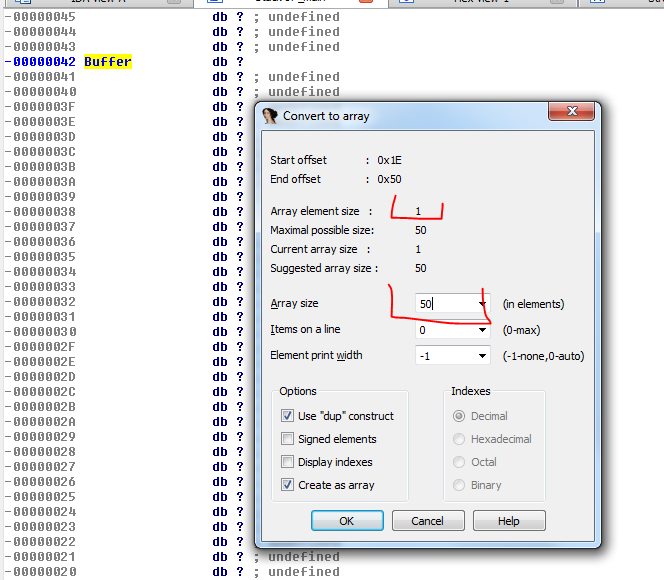 -00000045 db ? ; undefined
-00000044 db ? ; undefined
-00000043 db ? ; undefined
-00000042 Buffer db ?
-00000041 db ? ; undefined
-00000040 db ? ; undefined
-0000003F db ?
-0000003E db ?
-0000003D db ?
-0000003C db ?
-0000003B db ?
-0000003A db ?
-00000039 db ?
-00000038 db ?
-00000037 db ?
-00000036 db ?
-00000035 db ?
-00000034 db ?
-00000033 db ?
-00000032 db ?
-00000031 db ?
-00000030 db ?
-0000002F db ?
-0000002E db ?
-0000002D db ?
-0000002C db ?
-0000002B db ?
-0000002A db ?
-00000029 db ?
-00000028 db ?
-00000027 db ?
-00000026 db ?
-00000025 db ?
-00000024 db ?
-00000023 db ?
-00000022 db ? ; undefined
-00000021 db ? ; undefined
-00000020 db ? ; undefined
Convert to array
Start offset : 0x1E
End offset : 0x50
Array element size : 1
Maximal possible size: 50
Current array size : 1
Suggested array size : 50
Array size 50 (in elements)
Items on a line 0 (0-max)
Element print width -1 (-1-none,0-auto)
Options
Use "dup" construct
Signed elements
Display indexes
Create as array
Indexes
Decimal
Hexadecimal
Octal
Binary
OK Cancel Help